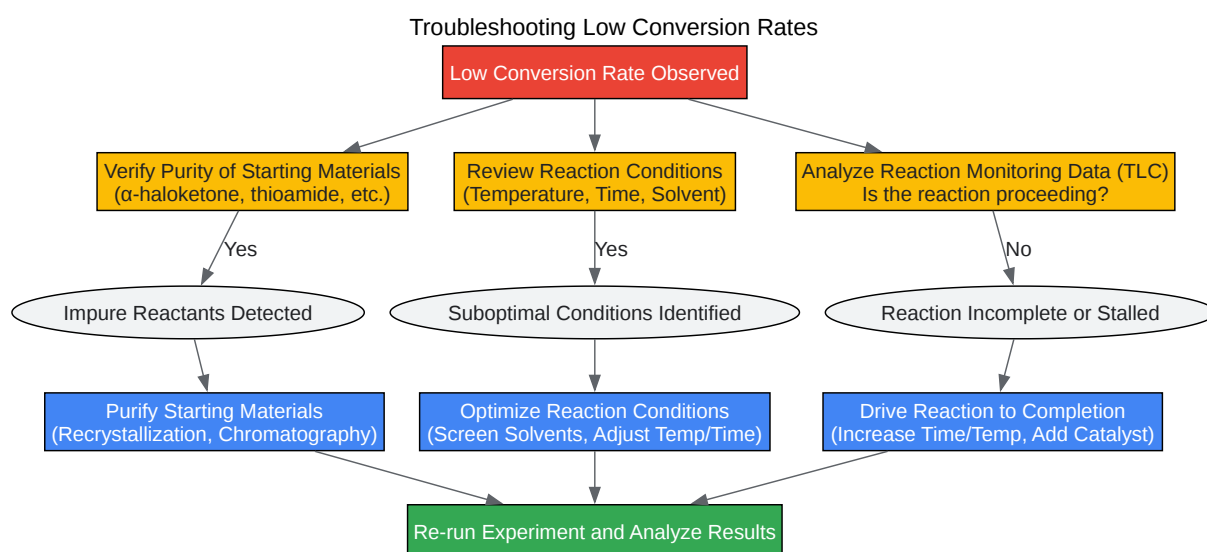 Troubleshooting Low Conversion Rates
Low Conversion Rate Observed
Verify Purity of Starting Materials
(α-haloketone, thioamide, etc.)
Review Reaction Conditions
(Temperature, Time, Solvent)
Analyze Reaction Monitoring Data (TLC)
Is the reaction proceeding?
Yes
Yes
No
Impure Reactants Detected
Suboptimal Conditions Identified
Reaction Incomplete or Stalled
Purify Starting Materials
(Recrystallization, Chromatography)
Optimize Reaction Conditions
(Screen Solvents, Adjust Temp/Time)
Drive Reaction to Completion
(Increase Time/Temp, Add Catalyst)
Re-run Experiment and Analyze Results